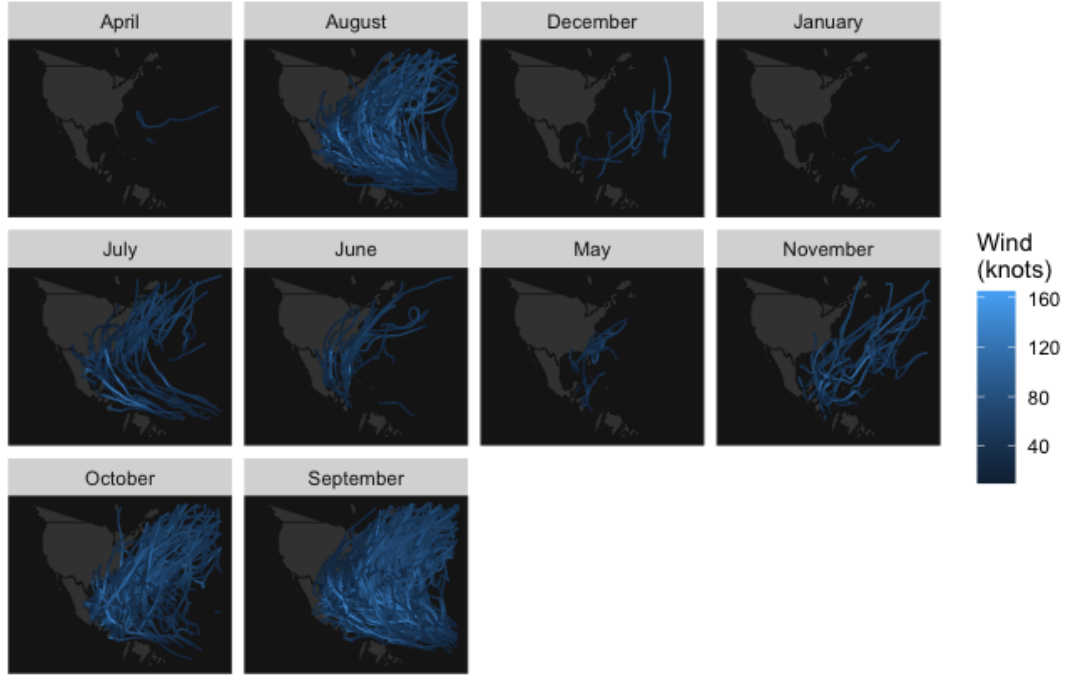 April
August
December
January
July
June
May
November
October
September
Wind
(knots)
160
120
80
40